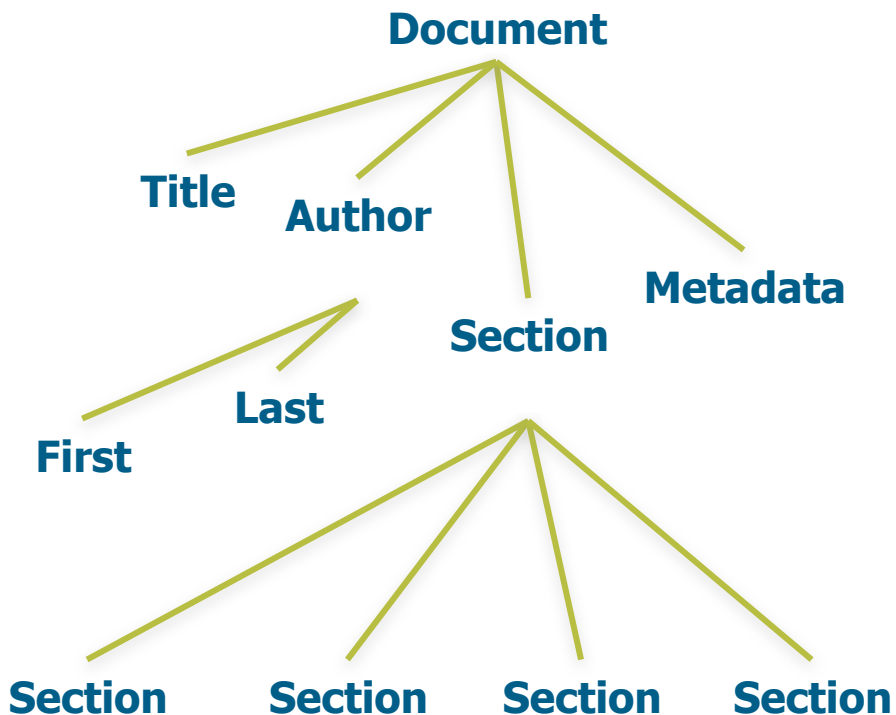 Document
Title
Author
Metadata
Section
Last
First
Section
Section
Section
Section